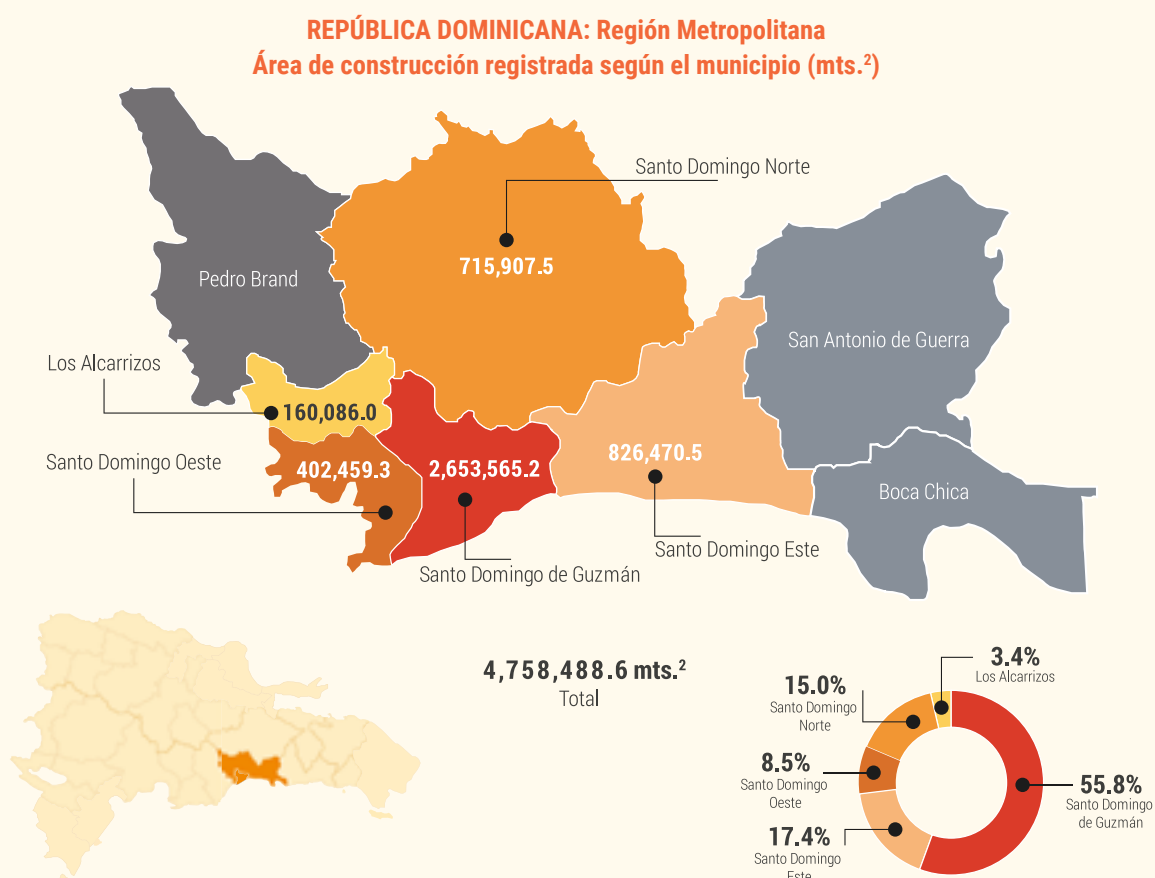 REPÚBLICA DOMINICANA: Región Metropolitana
Área de construcción registrada según el municipio (mts.²)
Santo Domingo Norte
715,907.5
Pedro Brand
San Antonio de Guerra
Los Alcarrizos
160,086.0
Santo Domingo Oeste
402,459.3
2,653,565.2
826,470.5
Boca Chica
Santo Domingo Este
Santo Domingo de Guzmán
4,758,488.6 mts.²
Total
3.4%
Los Alcarrizos
15.0%
Santo Domingo
Norte
8.5%
Santo Domingo
Oeste
55.8%
Santo Domingo
de Guzmán
17.4%
Santo Domingo
Este